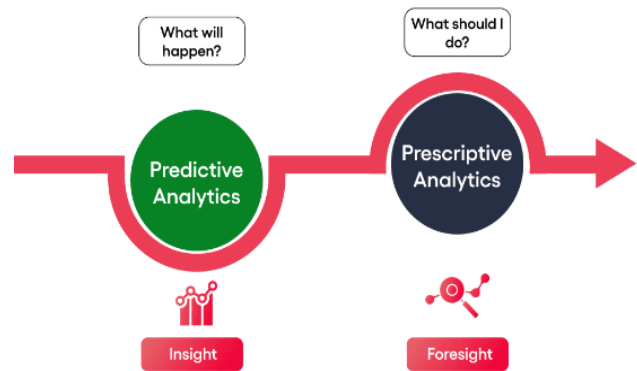 What will
happen?
What should I
do?
Predictive
Analytics
Prescriptive
Analytics
Insight
Foresight